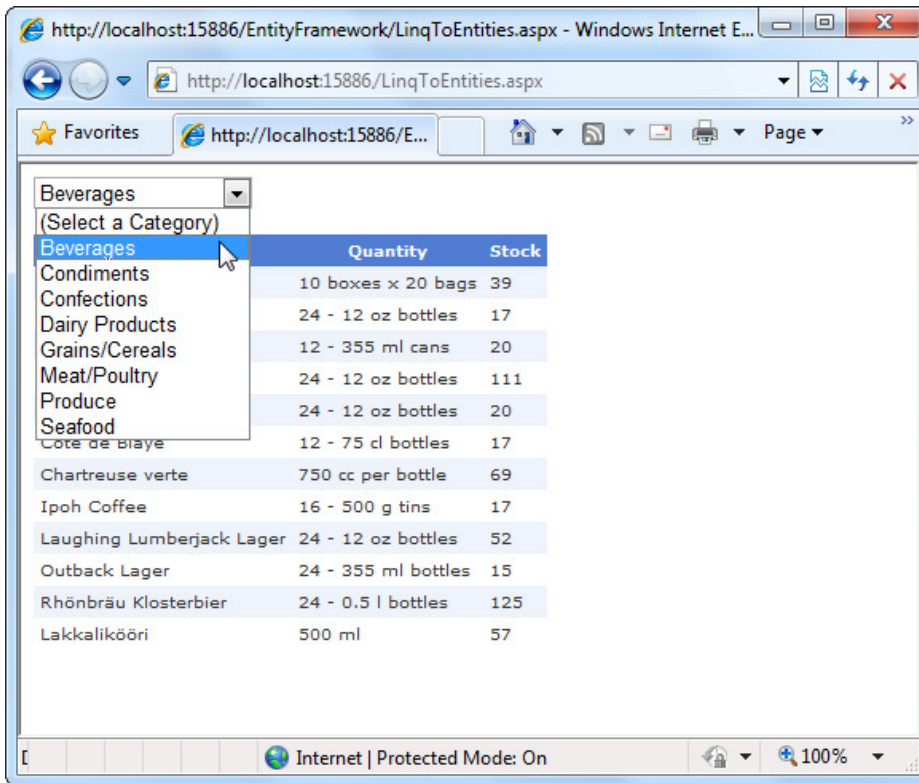 http://localhost:15886/EntityFramework/LinqToEntities.aspx - Windows Internet E...
http://localhost:15886/LinqToEntities.aspx
Favorites http://localhost:15886/E... Page
Beverages
(Select a Category)
Beverages
Condiments
Confections
Dairy Products
Grains/Cereals
Meat/Poultry
Produce
Seafood
Quantity Stock
10 boxes x 20 bags 39
24 - 12 oz bottles 17
12 - 355 ml cans 20
24 - 12 oz bottles 111
24 - 12 oz bottles 20
12 - 75 cl bottles 17
Chartreuse verte 750 cc per bottle 69
Ipoh Coffee 16 - 500 g tins 17
Laughing Lumberjack Lager 24 - 12 oz bottles 52
Outback Lager 24 - 355 ml bottles 15
Rhönbräu Klosterbier 24 - 0.5 l bottles 125
Lakkalikööri 500 ml 57
Internet | Protected Mode: On 100%